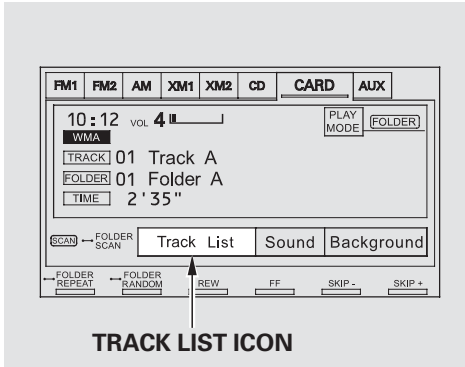 FM1 FM2 AM XM1 XM2 CD CARD AUX
10:12 VOL 4 PLAY MODE FOLDER
WMA
TRACK 01 Track A
FOLDER 01 Folder A
TIME 2'35"
SCAN FOLDER SCAN Track List Sound Background
FOLDER REPEAT FOLDER RANDOM REW FF SKIP - SKIP +
TRACK LIST ICON